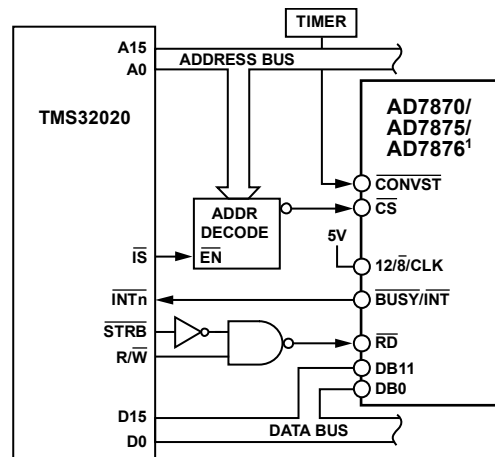 TIMER
A15
A0
ADDRESS BUS
TMS32020
AD7870/
AD7875/
AD7876¹
CONVST
CS
ADDR
DECODE
EN
5V
IS
12/8/CLK
INTn
BUSY/INT
STRB
R/W
RD
DB11
DB0
D15
D0
DATA BUS